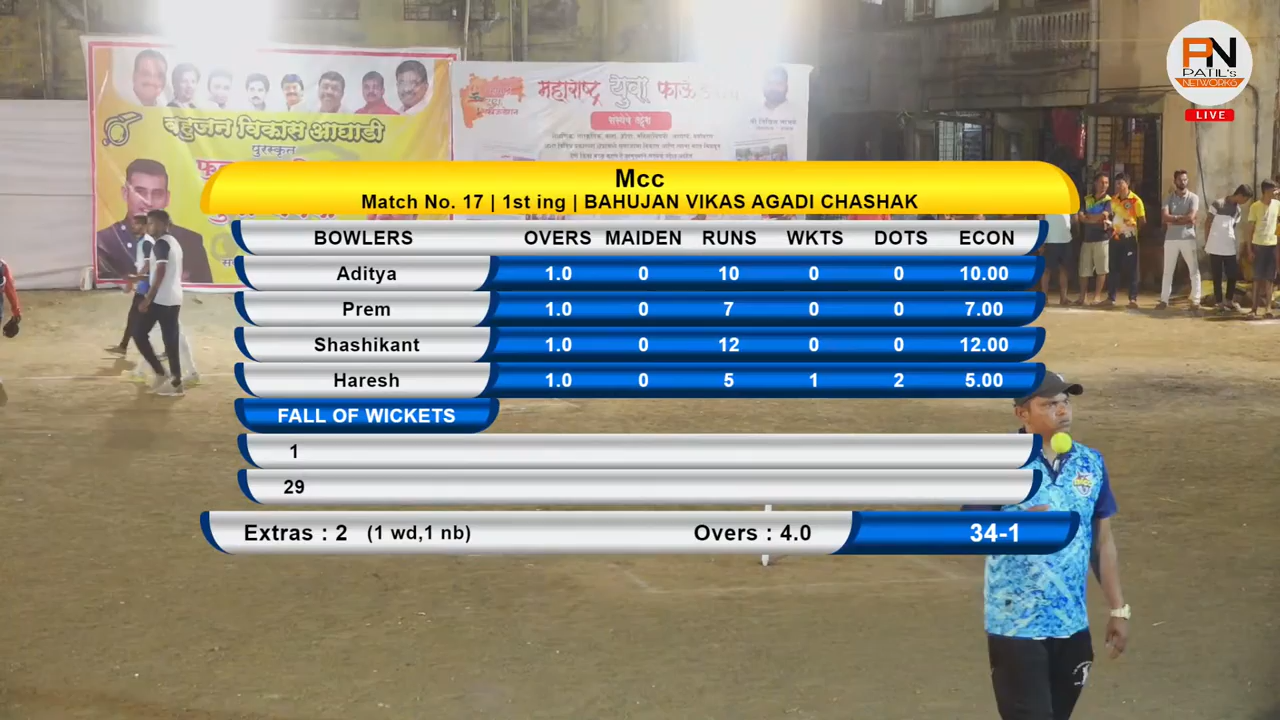 PN
PATIL's
NETWORKS
LIVE
बहुजन विकास आघाडी
पुरस्कृत
महाराष्ट्र युवा
Mcc
Match No. 17 | 1st ing | BAHUJAN VIKAS AGADI CHASHAK
BOWLERS OVERS MAIDEN RUNS WKTS DOTS ECON
Aditya 1.0 0 10 0 0 10.00
Prem 1.0 0 7 0 0 7.00
Shashikant 1.0 0 12 0 0 12.00
Haresh 1.0 0 5 1 2 5.00
FALL OF WICKETS
1
29
Extras : 2 (1 wd,1 nb) Overs : 4.0 34-1